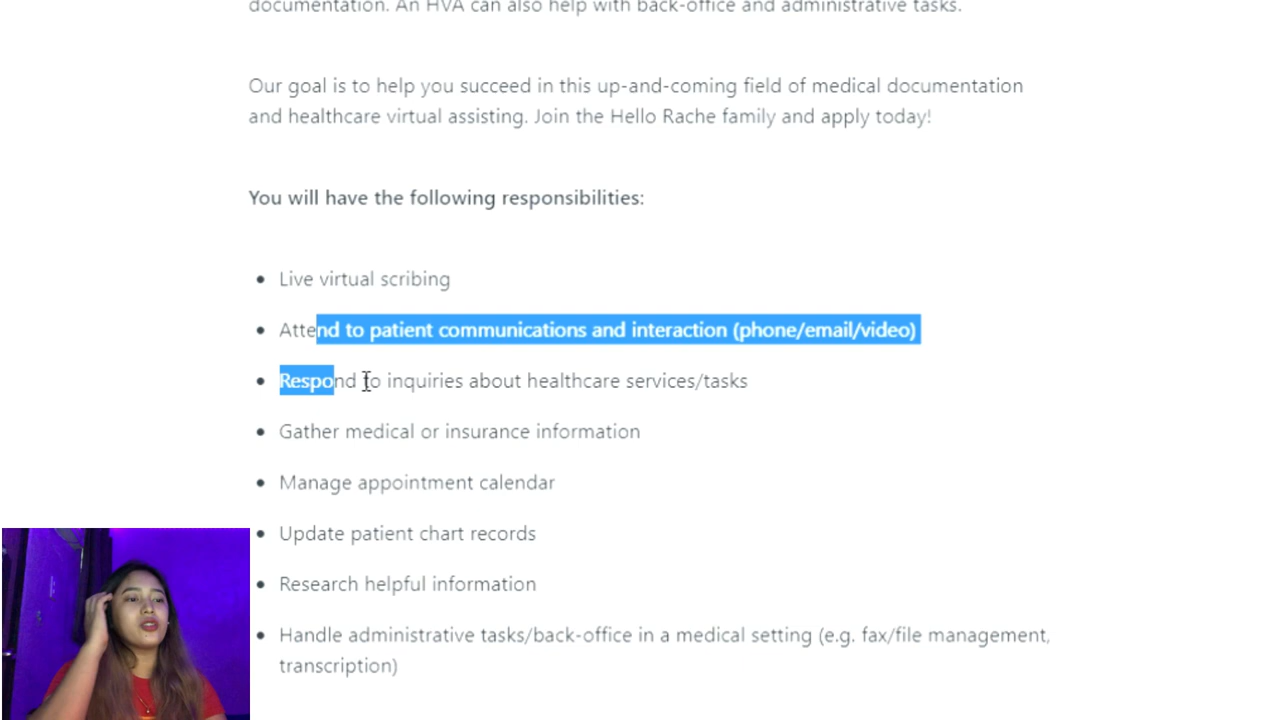 documentation. An HVA can also help with back-office and administrative tasks.
Our goal is to help you succeed in this up-and-coming field of medical documentation
and healthcare virtual assisting. Join the Hello Rache family and apply today!
You will have the following responsibilities:
• Live virtual scribing
• Attend to patient communications and interaction (phone/email/video)
• Respond to inquiries about healthcare services/tasks
• Gather medical or insurance information
• Manage appointment calendar
• Update patient chart records
• Research helpful information
• Handle administrative tasks/back-office in a medical setting (e.g. fax/file management,
transcription)